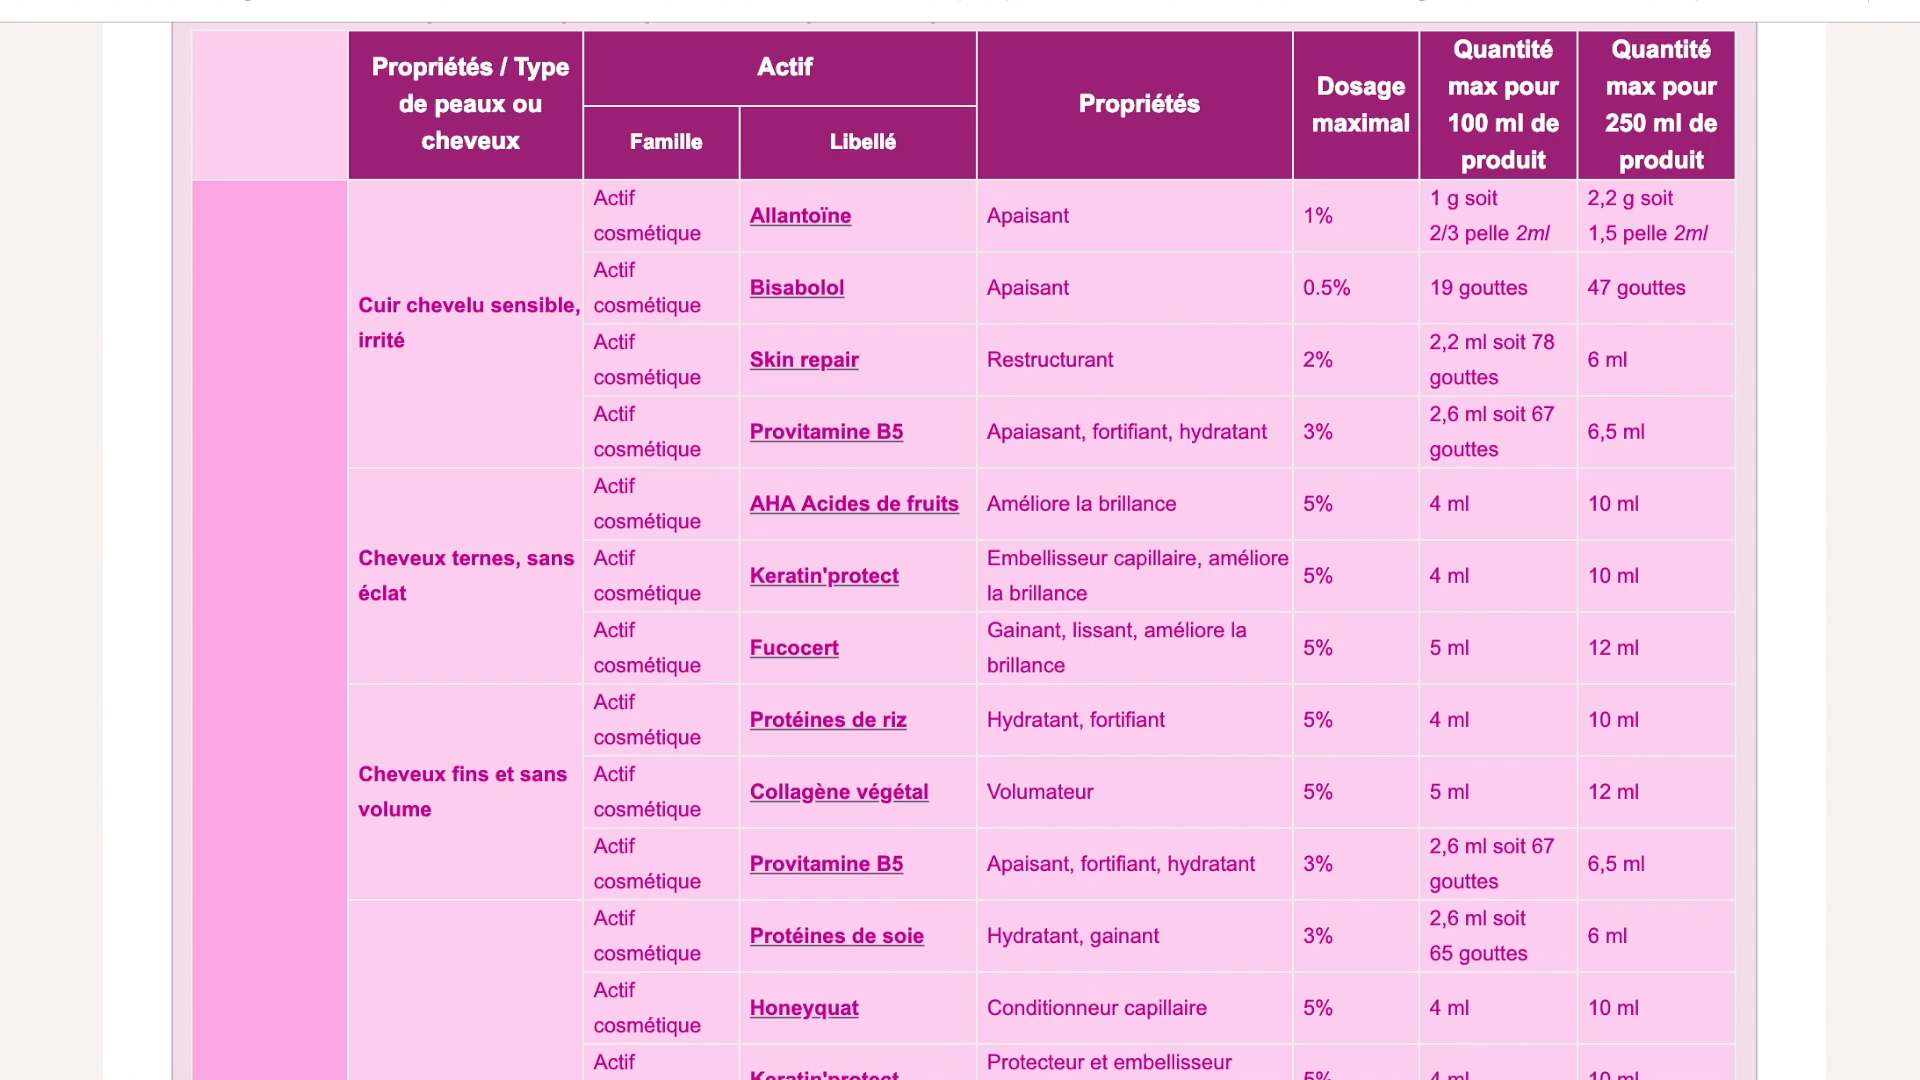 Propriétés / Type
de peaux ou
cheveux
Actif
Famille
Libellé
Propriétés
Dosage
maximal
Quantité
max pour
100 ml de
produit
Quantité
max pour
250 ml de
produit
Cuir chevelu sensible,
irrité
Actif
cosmétique
Allantoïne
Apaisant
1%
1 g soit
2/3 pelle 2ml
2,2 g soit
1,5 pelle 2ml
Actif
cosmétique
Bisabolol
Apaisant
0.5%
19 gouttes
47 gouttes
Actif
cosmétique
Skin repair
Restructurant
2%
2,2 ml soit 78
gouttes
6 ml
Actif
cosmétique
Provitamine B5
Apaiasant, fortifiant, hydratant
3%
2,6 ml soit 67
gouttes
6,5 ml
Cheveux ternes, sans
éclat
Actif
cosmétique
AHA Acides de fruits
Améliore la brillance
5%
4 ml
10 ml
Actif
cosmétique
Keratin'protect
Embellisseur capillaire, améliore
la brillance
5%
4 ml
10 ml
Actif
cosmétique
Fucocert
Gainant, lissant, améliore la
brillance
5%
5 ml
12 ml
Cheveux fins et sans
volume
Actif
cosmétique
Protéines de riz
Hydratant, fortifiant
5%
4 ml
10 ml
Actif
cosmétique
Collagène végétal
Volumateur
5%
5 ml
12 ml
Actif
cosmétique
Provitamine B5
Apaisant, fortifiant, hydratant
3%
2,6 ml soit 67
gouttes
6,5 ml
Actif
cosmétique
Protéines de soie
Hydratant, gainant
3%
2,6 ml soit
65 gouttes
6 ml
Actif
cosmétique
Honeyquat
Conditionneur capillaire
5%
4 ml
10 ml
Actif
Keratin'protect
Protecteur et embellisseur
5%
4 ml
10 ml